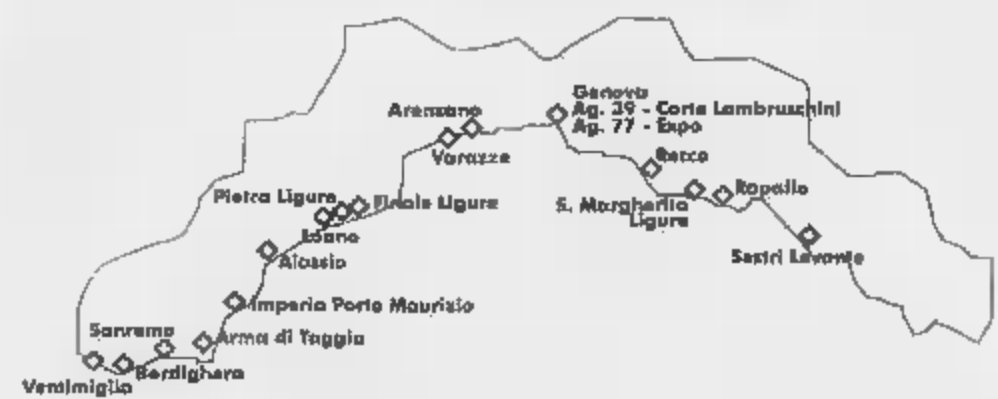 Genova
Ag. 39 - Corte Lambruschini
Ag. 77 - Expo
Arenzano
Varazze
Recco
Rapallo
S. Margherita
Ligure
Pietra Ligure
Finale Ligure
Loano
Alassio
Sestri Levante
Imperia Porto Maurizio
Sanremo
Arma di Taggia
Bordighera
Ventimiglia